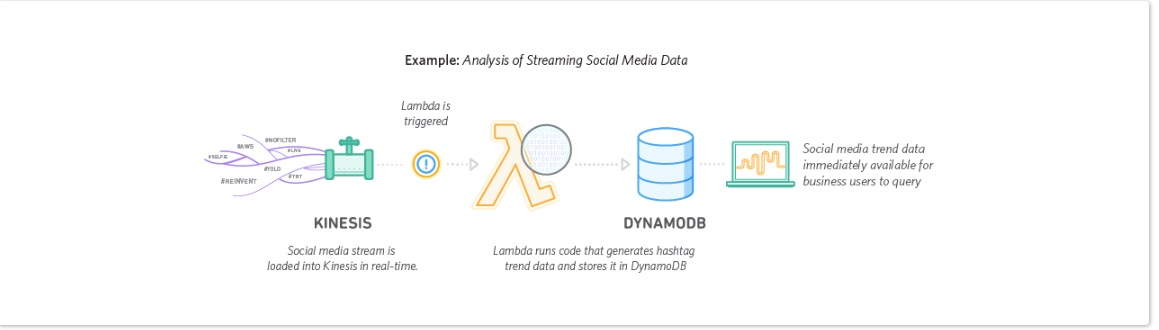 Example: Analysis of Streaming Social Media Data
Lambda is
triggered
#NOFILTER
#AWS
#LIKE
#SELFIE
#YOLO
#TBT
#REINVENT
Social media trend data
immediately available for
business users to query
KINESIS
DYNAMODB
Social media stream is
loaded into Kinesis in real-time.
Lambda runs code that generates hashtag
trend data and stores it in DynamoDB